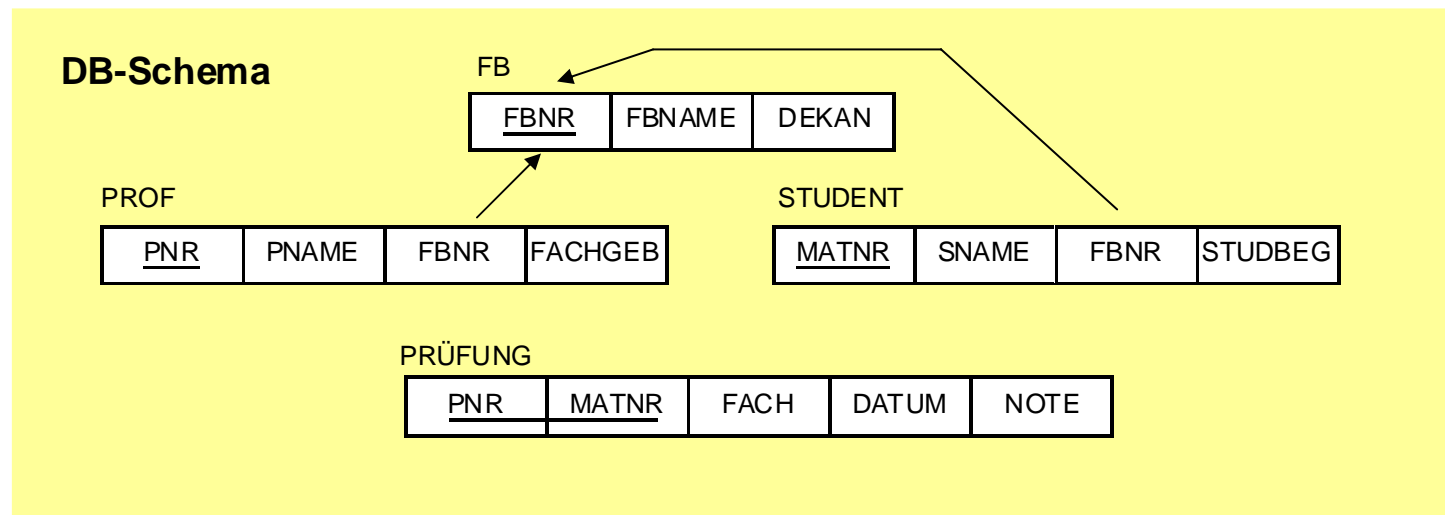 DB-Schema
FB
FBNR FBNAME DEKAN
PROF
PNR PNAME FBNR FACHGEB
STUDENT
MATNR SNAME FBNR STUDBEG
PRÜFUNG
PNR MATNR FACH DATUM NOTE